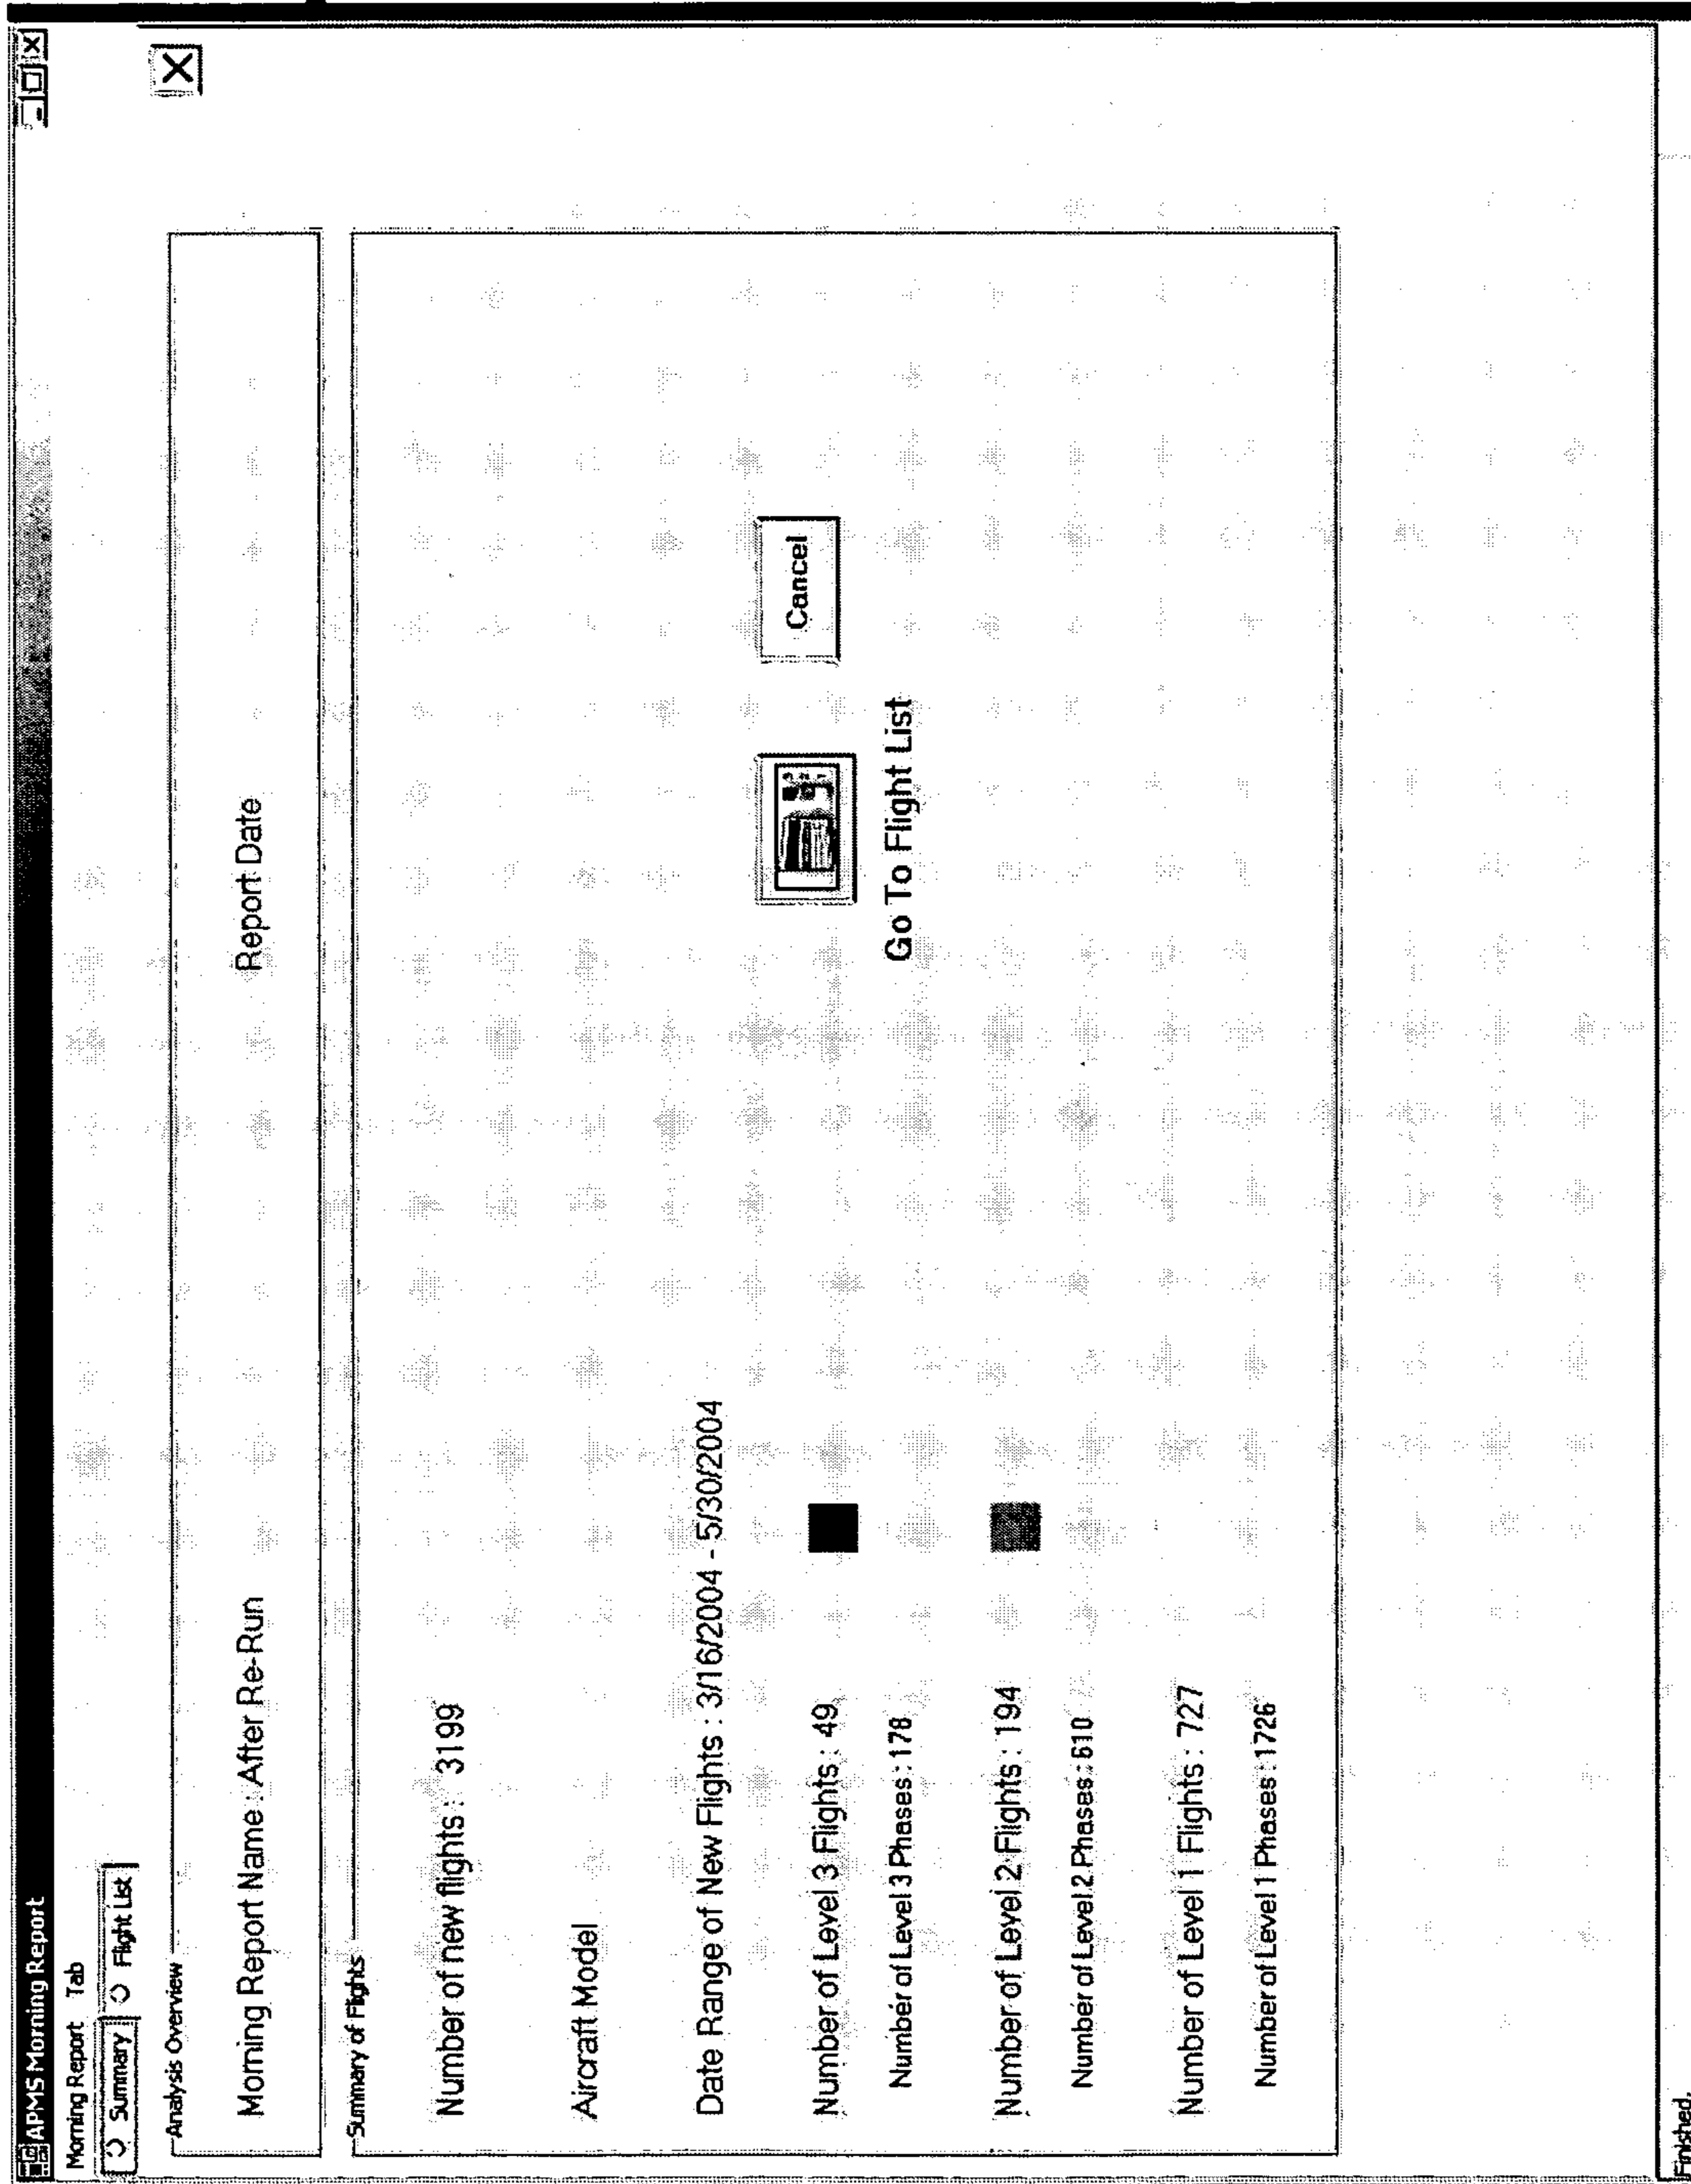 APMS Morning Report
Morning Report Tab
Summary Flight List
Analysis Overview
Morning Report Name : After Re-Run Report Date
Summary of Flights
Number of new flights : 3199
Aircraft Model
Date Range of New Flights : 3/16/2004 - 5/30/2004
Number of Level 3 Flights : 49
Cancel
Number of Level 3 Phases : 178
Go To Flight List
Number of Level 2 Flights : 194
Number of Level 2 Phases : 610
Number of Level 1 Flights : 727
Number of Level 1 Phases : 1726
Finished.